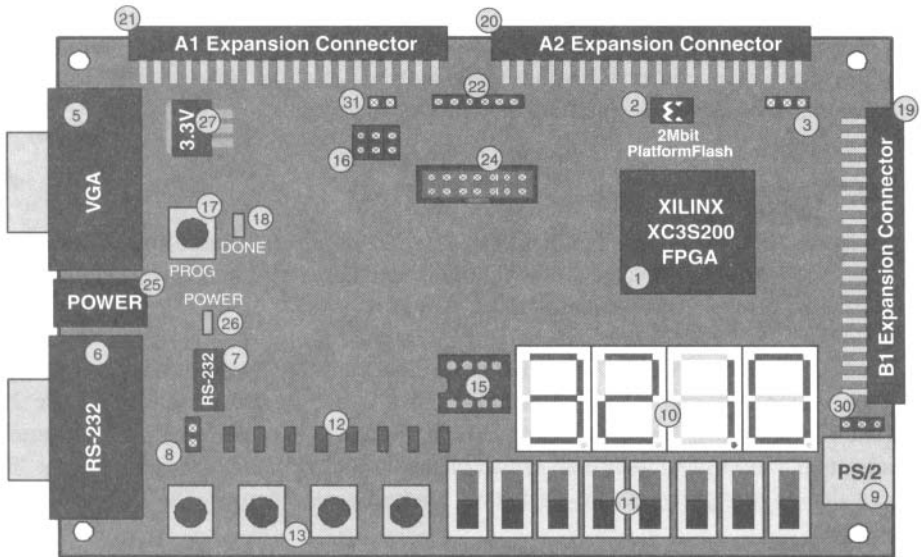 21
A1 Expansion Connector
20
A2 Expansion Connector
5
VGA
27
3.3V
31
22
2
2Mbit
PlatformFlash
3
19
B1 Expansion Connector
16
24
17
PROG
18
DONE
XILINX
XC3S200
FPGA
1
25
POWER
POWER
26
6
RS-232
7
RS-232
15
10
30
8
12
PS/2
9
13
11